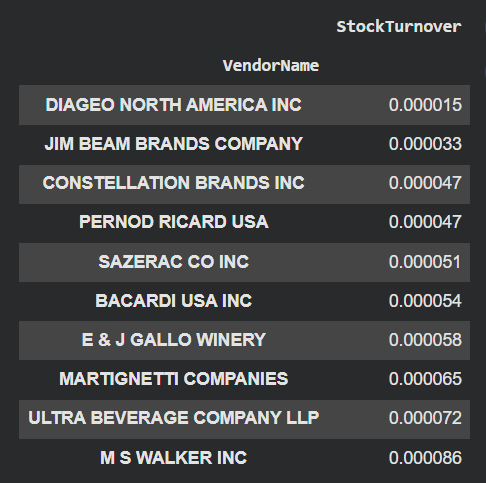 StockTurnover
VendorName
DIAGEO NORTH AMERICA INC 0.000015
JIM BEAM BRANDS COMPANY 0.000033
CONSTELLATION BRANDS INC 0.000047
PERNOD RICARD USA 0.000047
SAZERAC CO INC 0.000051
BACARDI USA INC 0.000054
E & J GALLO WINERY 0.000058
MARTIGNETTI COMPANIES 0.000065
ULTRA BEVERAGE COMPANY LLP 0.000072
M S WALKER INC 0.000086